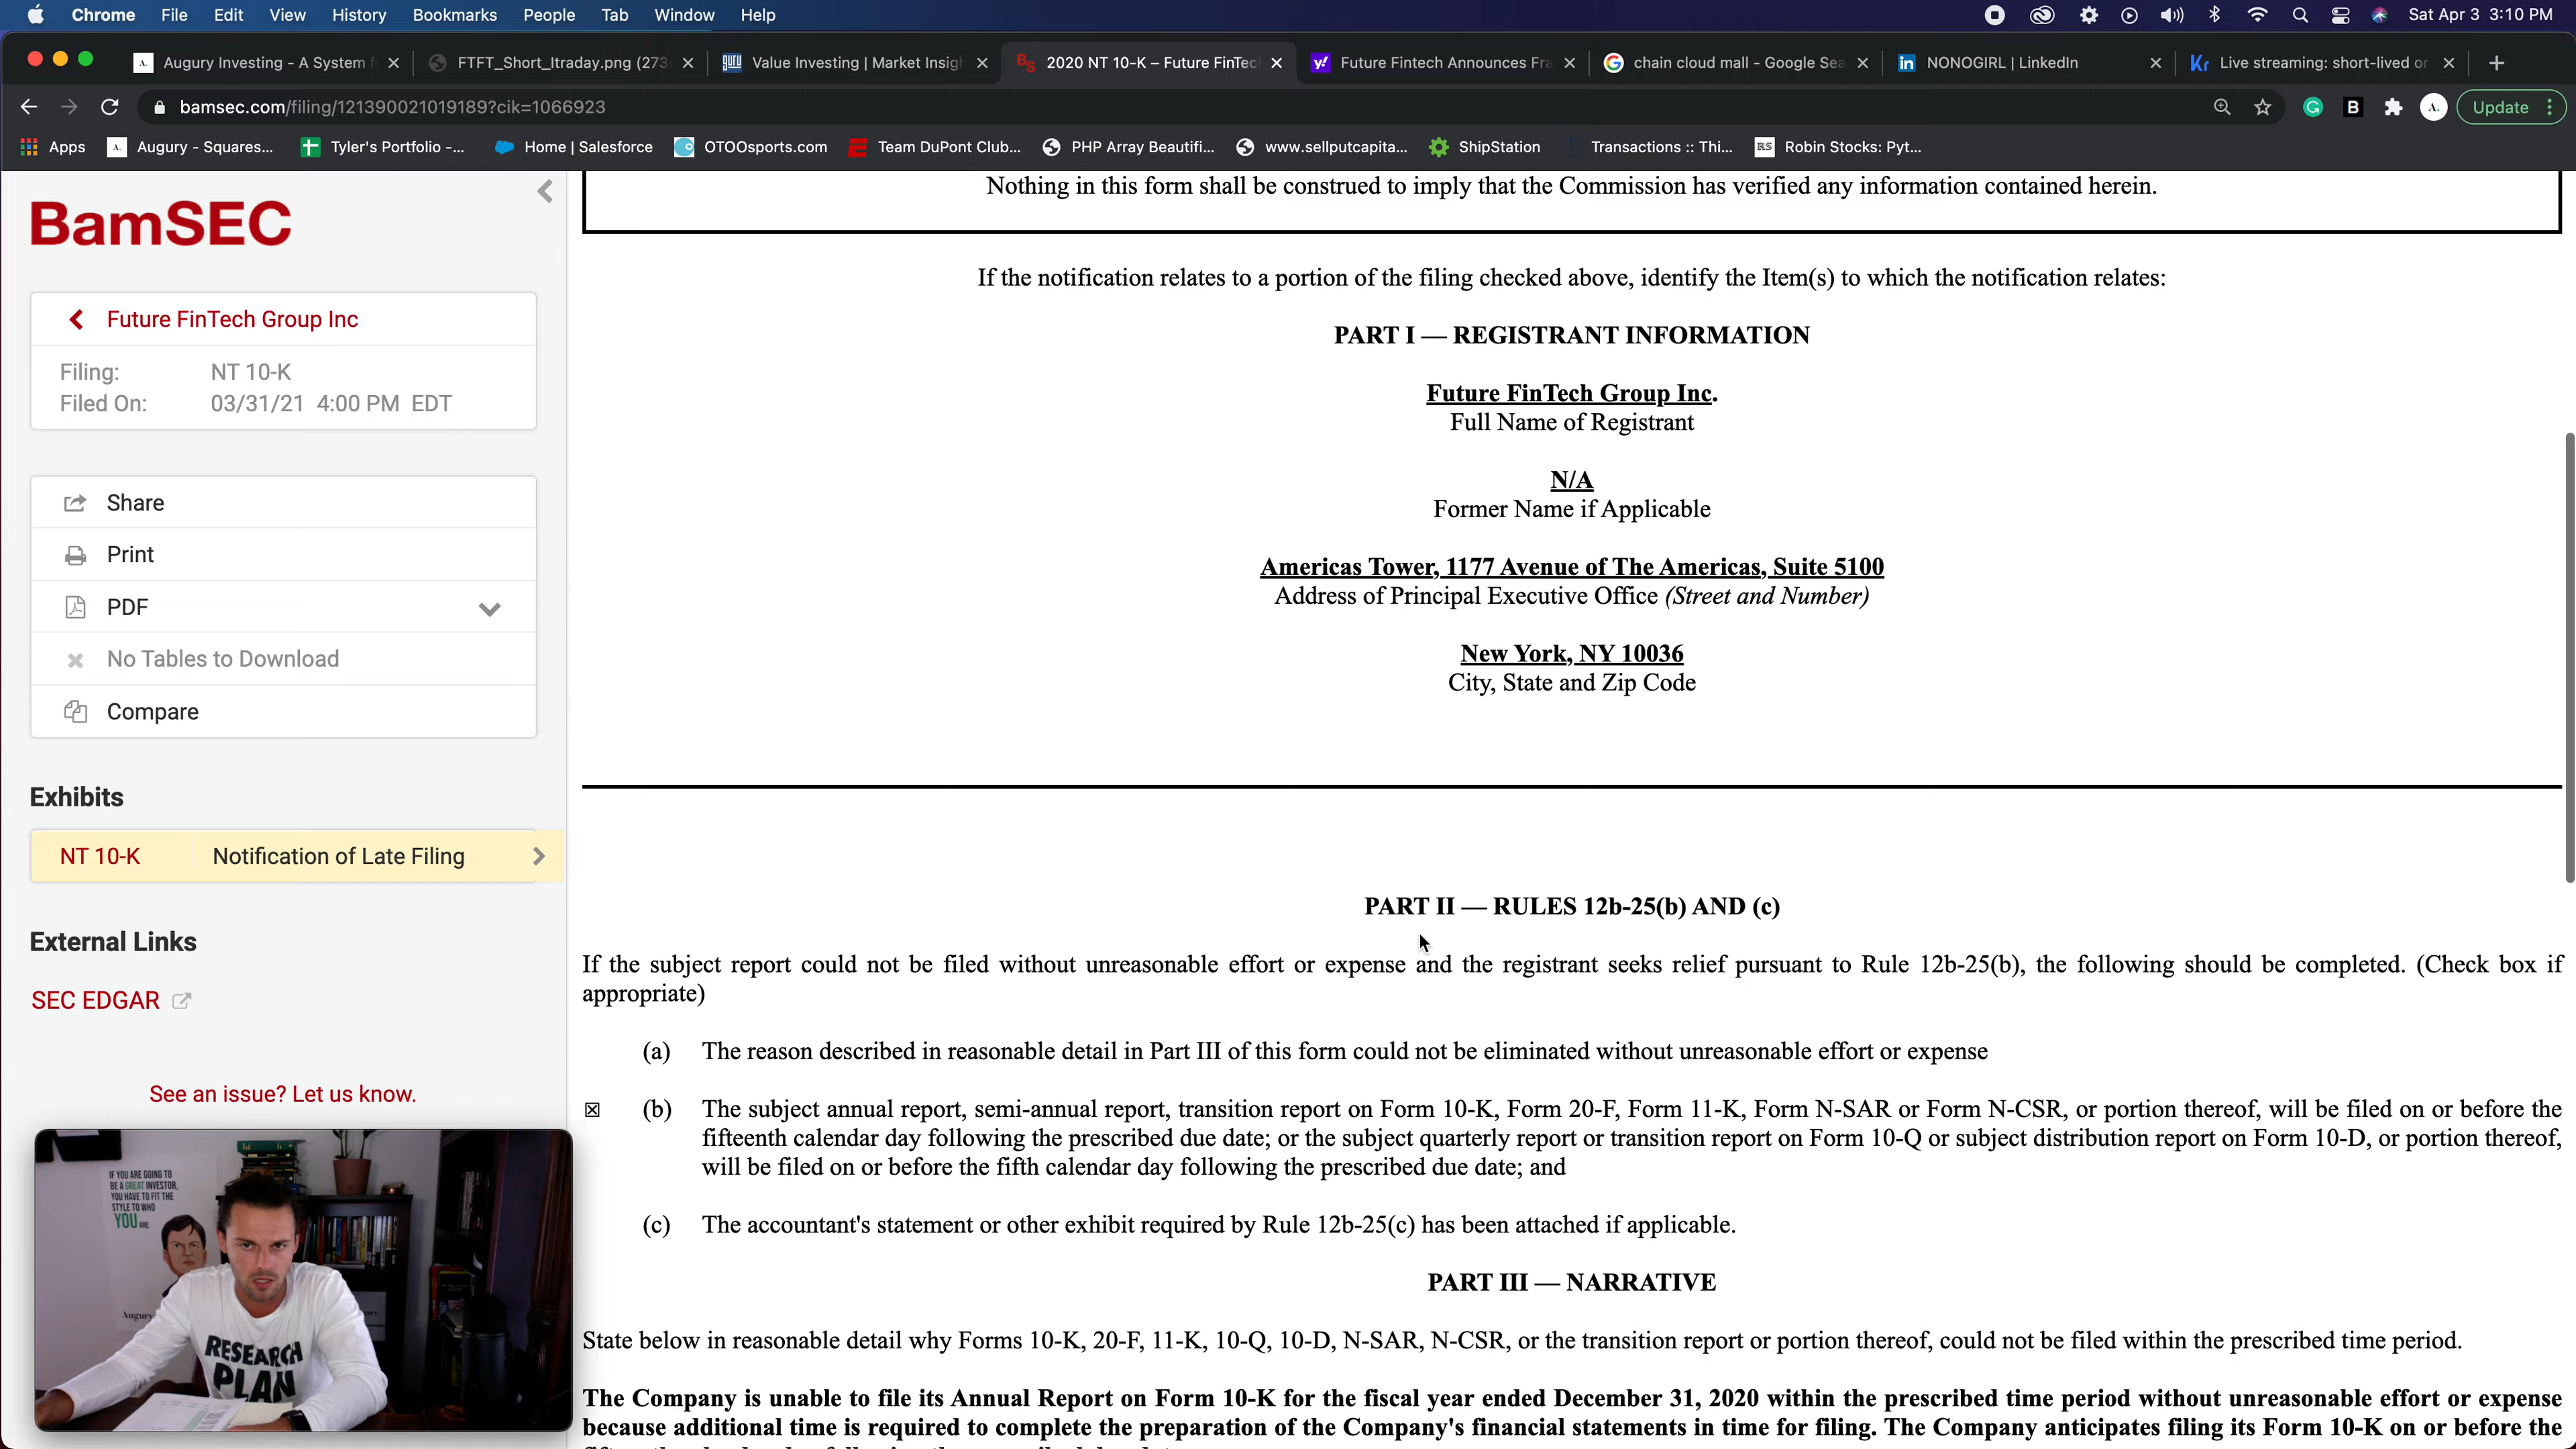 Chrome File Edit View History Bookmarks People Tab Window Help
Sat Apr 3 3:10 PM
Augury Investing - A System f
FTFT_Short_Itraday.png (273
Value Investing | Market Insigh
2020 NT 10-K – Future FinTec
Future Fintech Announces Fra
chain cloud mall - Google Sea
NONOGIRL | LinkedIn
Live streaming: short-lived or
bamsec.com/filing/121390021019189?cik=1066923
Update
Apps
Augury - Squares...
Tyler's Portfolio -...
Home | Salesforce
OTOOsports.com
Team DuPont Club...
PHP Array Beautifi...
www.sellputcapita...
ShipStation
Transactions :: Thi...
Robin Stocks: Pyt...
BamSEC
Future FinTech Group Inc
Filing: NT 10-K
Filed On: 03/31/21 4:00 PM EDT
Share
Print
PDF
No Tables to Download
Compare
Exhibits
NT 10-K Notification of Late Filing
External Links
SEC EDGAR
See an issue? Let us know.
Nothing in this form shall be construed to imply that the Commission has verified any information contained herein.
If the notification relates to a portion of the filing checked above, identify the Item(s) to which the notification relates:
PART I — REGISTRANT INFORMATION
Future FinTech Group Inc.
Full Name of Registrant
N/A
Former Name if Applicable
Americas Tower, 1177 Avenue of The Americas, Suite 5100
Address of Principal Executive Office (Street and Number)
New York, NY 10036
City, State and Zip Code
PART II — RULES 12b-25(b) AND (c)
If the subject report could not be filed without unreasonable effort or expense and the registrant seeks relief pursuant to Rule 12b-25(b), the following should be completed. (Check box if
appropriate)
(a) The reason described in reasonable detail in Part III of this form could not be eliminated without unreasonable effort or expense
☒ (b) The subject annual report, semi-annual report, transition report on Form 10-K, Form 20-F, Form 11-K, Form N-SAR or Form N-CSR, or portion thereof, will be filed on or before the
fifteenth calendar day following the prescribed due date; or the subject quarterly report or transition report on Form 10-Q or subject distribution report on Form 10-D, or portion thereof,
will be filed on or before the fifth calendar day following the prescribed due date; and
(c) The accountant's statement or other exhibit required by Rule 12b-25(c) has been attached if applicable.
PART III — NARRATIVE
State below in reasonable detail why Forms 10-K, 20-F, 11-K, 10-Q, 10-D, N-SAR, N-CSR, or the transition report or portion thereof, could not be filed within the prescribed time period.
The Company is unable to file its Annual Report on Form 10-K for the fiscal year ended December 31, 2020 within the prescribed time period without unreasonable effort or expense
because additional time is required to complete the preparation of the Company's financial statements in time for filing. The Company anticipates filing its Form 10-K on or before the
IF YOU ARE GOING TO
BE A GREAT INVESTOR,
YOU HAVE TO FIT THE
STYLE TO WHO
YOU ARE
Augury
RESEARCH
PLAN